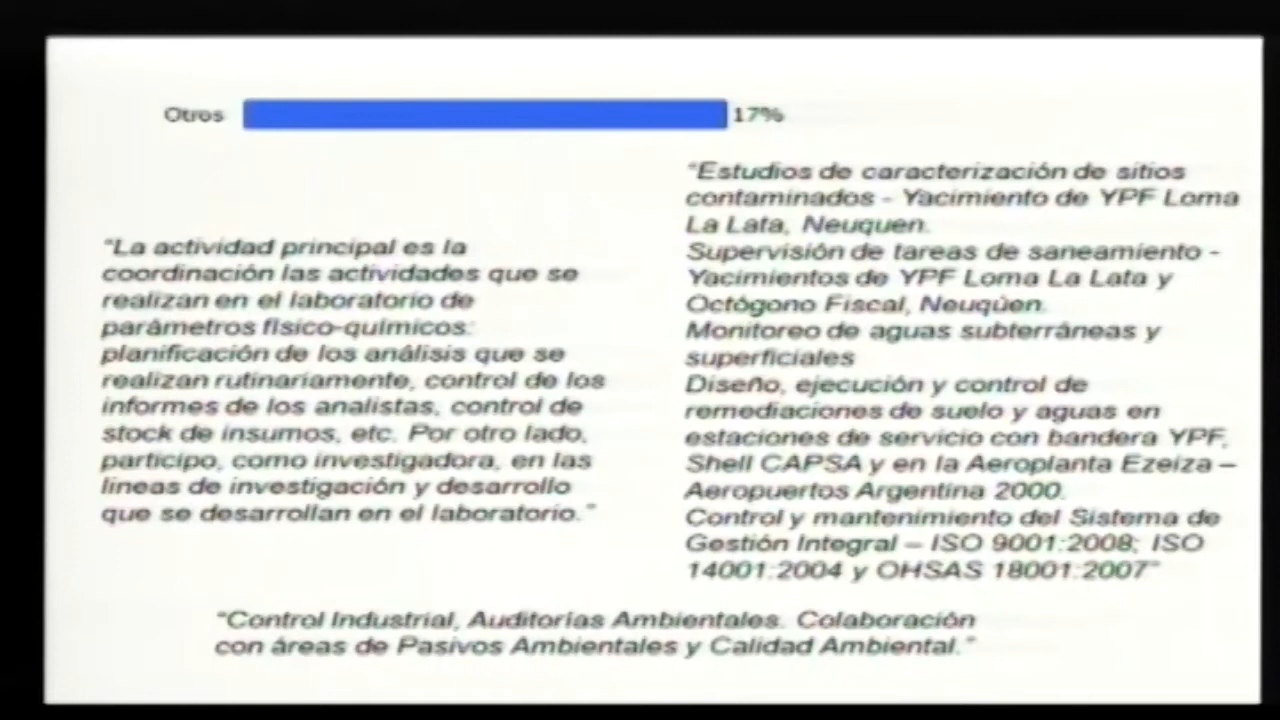 Otros 17%
"La actividad principal es la
coordinación las actividades que se
realizan en el laboratorio de
parámetros físico-químicos:
planificación de los análisis que se
realizan rutinariamente, control de los
informes de los analistas, control de
stock de insumos, etc. Por otro lado,
participo, como investigadora, en las
líneas de investigación y desarrollo
que se desarrollan en el laboratorio."
"Estudios de caracterización de sitios
contaminados - Yacimiento de YPF Loma
La Lata, Neuquen.
Supervisión de tareas de saneamiento -
Yacimientos de YPF Loma La Lata y
Octógono Fiscal, Neuqúen.
Monitoreo de aguas subterráneas y
superficiales
Diseño, ejecución y control de
remediaciones de suelo y aguas en
estaciones de servicio con bandera YPF,
Shell CAPSA y en la Aeroplanta Ezeiza –
Aeropuertos Argentina 2000.
Control y mantenimiento del Sistema de
Gestión Integral – ISO 9001:2008; ISO
14001:2004 y OHSAS 18001:2007"
"Control Industrial, Auditorías Ambientales. Colaboración
con áreas de Pasivos Ambientales y Calidad Ambiental."